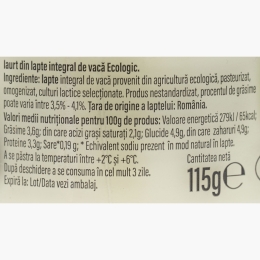 Iaurt din lapte integral de vacă Ecologic.
Ingrediente: lapte integral de vacă provenit din agricultură ecologică, pasteurizat,
omogenizat, culturi lactice selecționate. Produs nestandardizat, procentul de grăsime
poate varia între 3,5% - 4,1%. Țara de origine a laptelui: România.
Valori medii nutriționale pentru 100g de produs: Valoare energetică 279kJ / 65kcal;
Grăsime 3,6g; din care acizi grași saturați 2,1g; Glucide 4,9g, din care zaharuri 4,9g;
Proteine 3,3g; Sare*0,19 g; * Echivalent sodiu prezent în mod natural în lapte.
A se păstra la temperaturi între +2°C și +6°C.
După deschidere a se consuma în cel mult 3 zile.
Expiră la: Lot/Data vezi ambalaj.
Cantitatea netă
115g℮